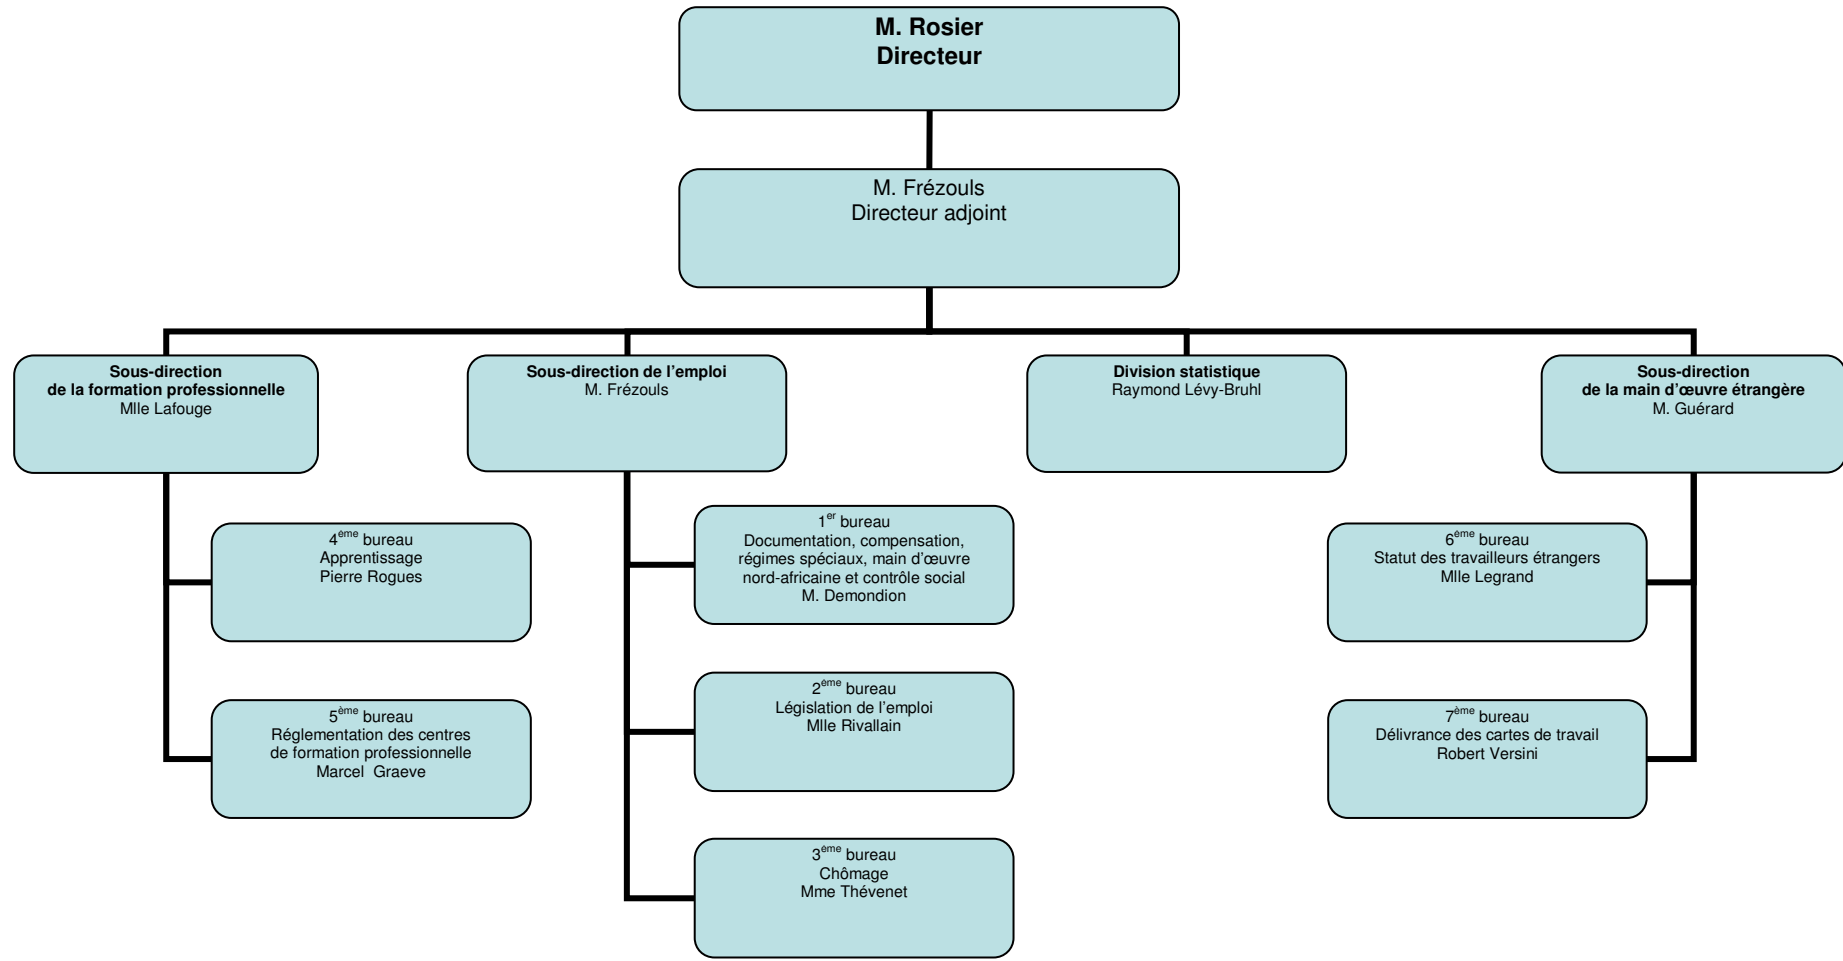 M. Rosier
Directeur
M. Frézouls
Directeur adjoint
Sous-direction
de la formation professionnelle
Mlle Lafouge
Sous-direction de l’emploi
M. Frézouls
Division statistique
Raymond Lévy-Bruhl
Sous-direction
de la main d’œuvre étrangère
M. Guérard
4ème bureau
Apprentissage
Pierre Rogues
5ème bureau
Réglementation des centres
de formation professionnelle
Marcel Graeve
1er bureau
Documentation, compensation,
régimes spéciaux, main d’œuvre
nord-africaine et contrôle social
M. Demondion
2ème bureau
Législation de l’emploi
Mlle Rivallain
3ème bureau
Chômage
Mme Thévenet
6ème bureau
Statut des travailleurs étrangers
Mlle Legrand
7ème bureau
Délivrance des cartes de travail
Robert Versini